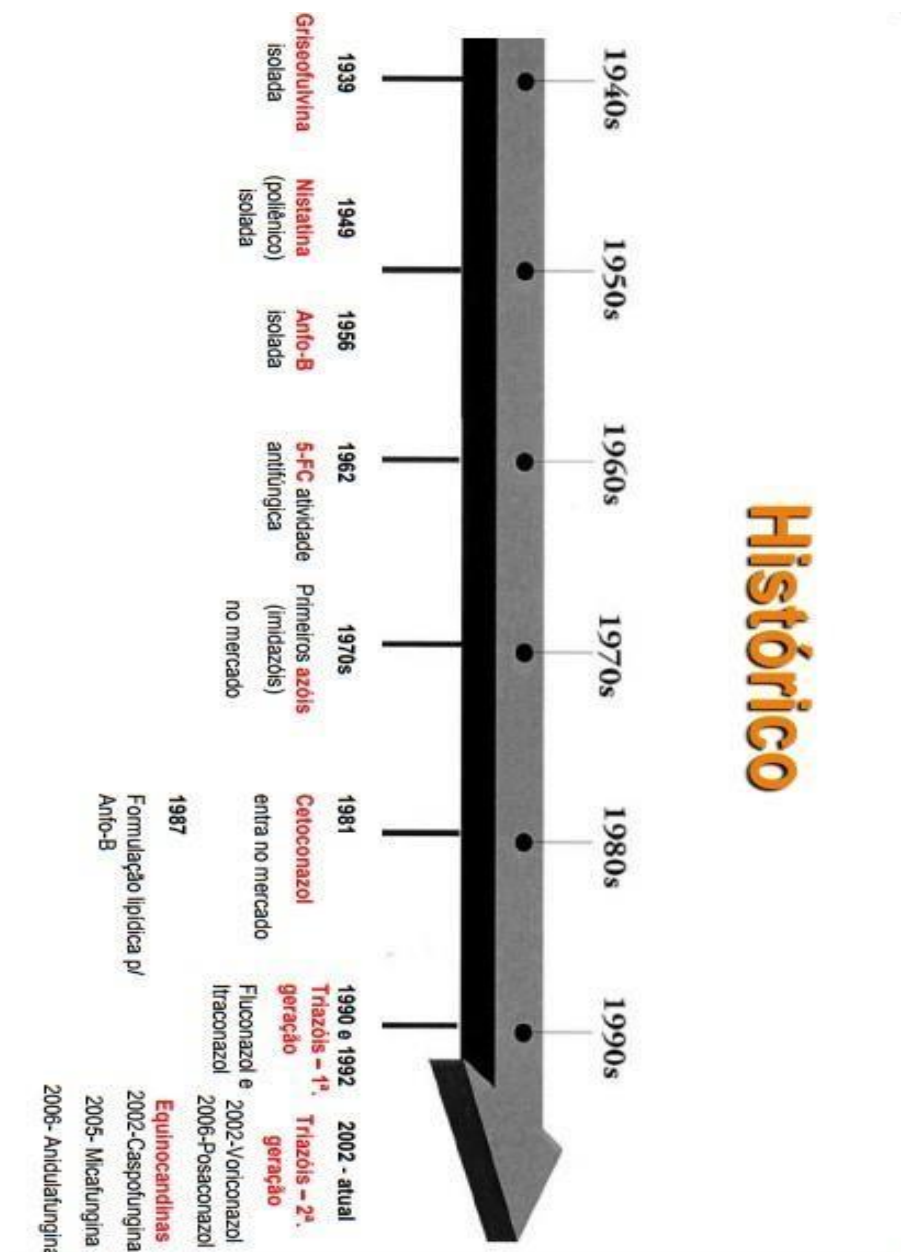 Histórico
1940s
1950s
1960s
1970s
1980s
1990s
1939
Griseofulvina
isolada
1949
Nistatina
(poliênico)
isolada
1956
Anfo-B
isolada
1962
5-FC atividade
antifúngica
1970s
Primeiros azóis
(imidazóis)
no mercado
1981
Cetoconazol
entra no mercado
1987
Formulação lipídica p/
Anfo-B
1990 e 1992
Triazóis – 1ª.
geração
Fluconazol e
Itraconazol
2002 - atual
Triazóis – 2ª.
geração
2002-Voriconazol
2006-Posaconazol
Equinocandinas
2002-Caspofungina
2005- Micafungina
2006- Anidulafungina